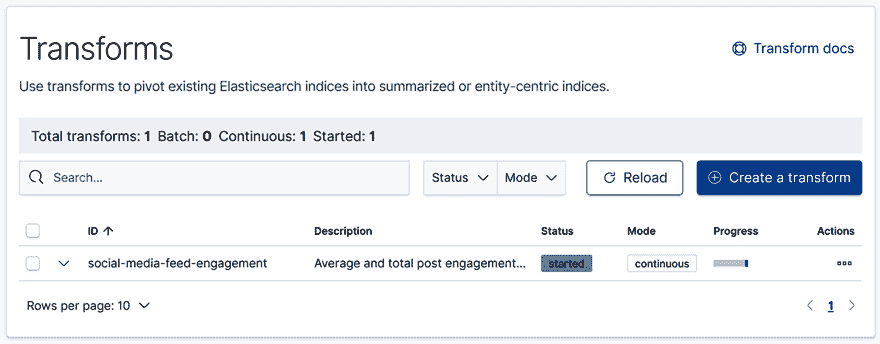 Transforms
Transform docs
Use transforms to pivot existing Elasticsearch indices into summarized or entity-centric indices.
Total transforms: 1 Batch: 0 Continuous: 1 Started: 1
Search... Status Mode Reload Create a transform
ID Description Status Mode Progress Actions
social-media-feed-engagement Average and total post engagement... started continuous
Rows per page: 10 1